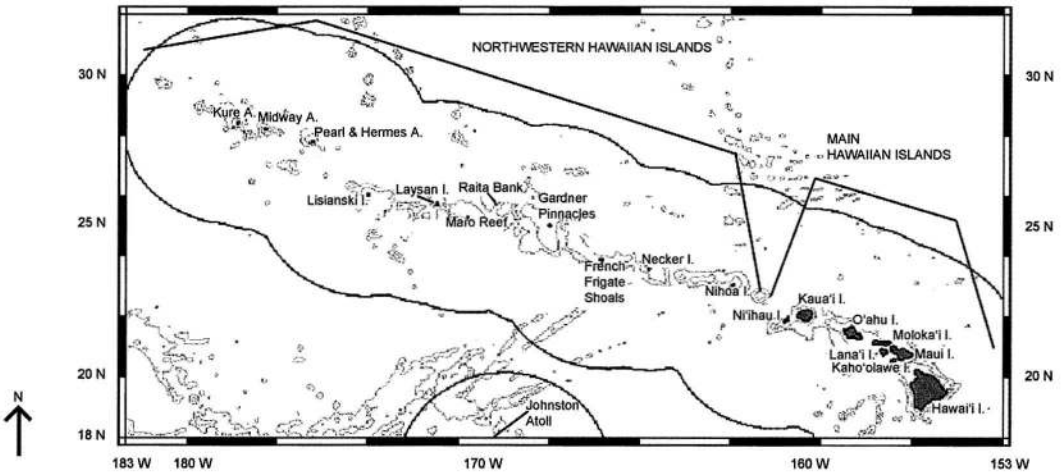 NORTHWESTERN HAWAIIAN ISLANDS
30 N
30 N
Kure A.
Midway A.
Pearl & Hermes A.
MAIN
HAWAIIAN ISLANDS
Lisianski I.
Laysan I.
Raita Bank
Maro Reef
Gardner
Pinnacles
25 N
25 N
French
Frigate
Shoals
Necker I.
Nihoa I.
Kaua'i I.
Ni'ihau I.
O'ahu I.
Moloka'i I.
Lana'i I.
Maui I.
Kaho'olawe I.
Hawai'i I.
20 N
20 N
N
Johnston
Atoll
18 N
183 W
180 W
170 W
160 W
153 W